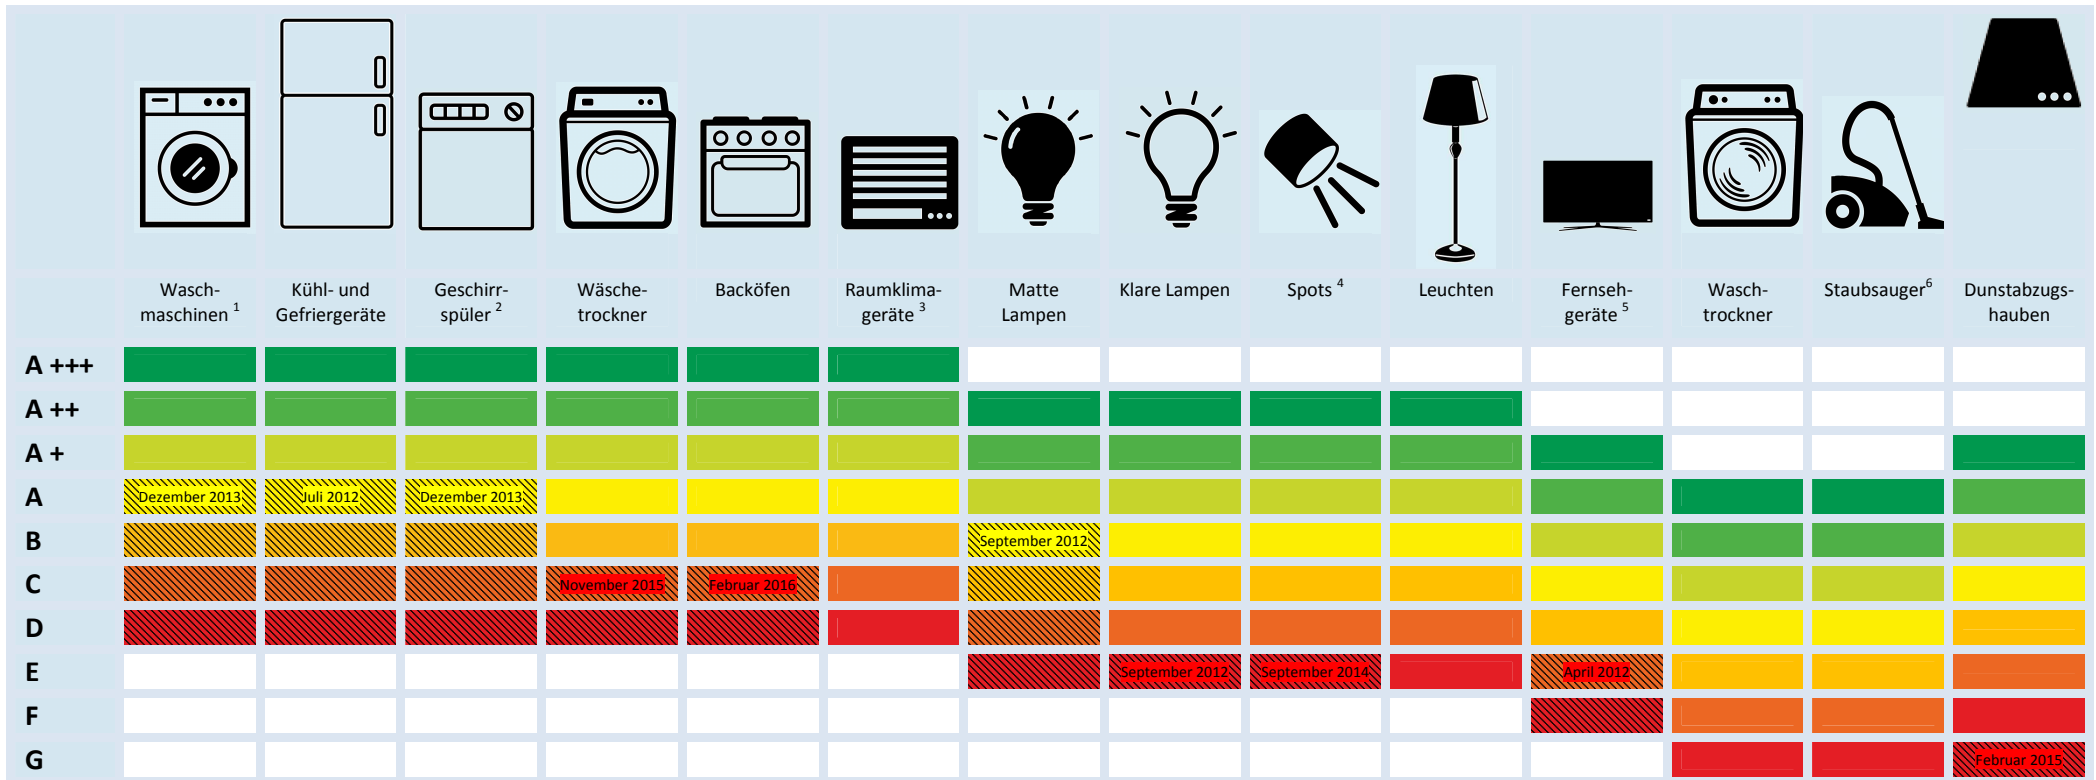 Wasch-
maschinen 1
Kühl- und
Gefriergeräte
Geschirr-
spüler 2
Wäsche-
trockner
Backöfen
Raumklima-
geräte 3
Matte
Lampen
Klare Lampen
Spots 4
Leuchten
Fernseh-
geräte 5
Wasch-
trockner
Staubsauger6
Dunstabzugs-
hauben
A +++
A ++
A +
A
Dezember 2013
Juli 2012
Dezember 2013
B
September 2012
C
November 2015
Februar 2016
D
E
September 2012
September 2014
April 2012
F
G
Februar 2015